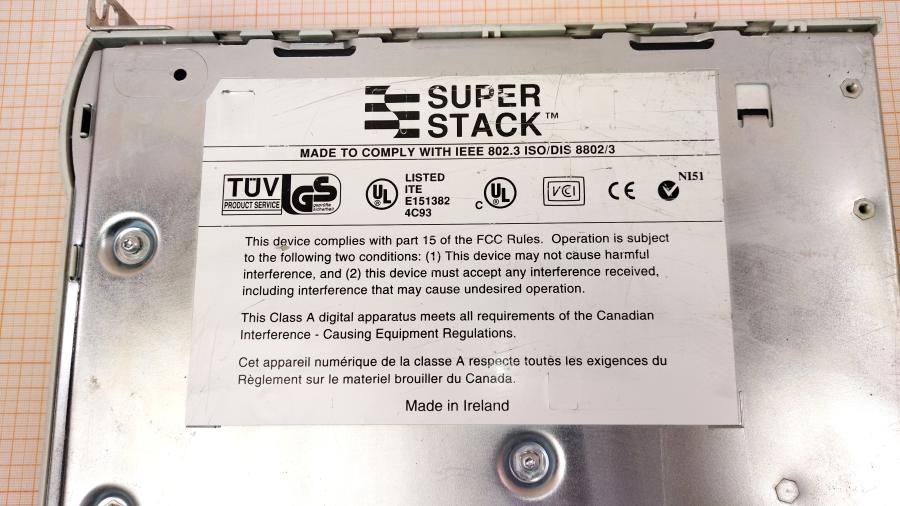 SUPER
STACK™
MADE TO COMPLY WITH IEEE 802.3 ISO/DIS 8802/3
TÜV
PRODUCT SERVICE
GS
geprüfte
Sicherheit
UL
LISTED
ITE
E151382
4C93
C UL
VCI
CE
N151
This device complies with part 15 of the FCC Rules. Operation is subject
to the following two conditions: (1) This device may not cause harmful
interference, and (2) this device must accept any interference received,
including interference that may cause undesired operation.
This Class A digital apparatus meets all requirements of the Canadian
Interference - Causing Equipment Regulations.
Cet appareil numérique de la classe A respecte toutes les exigences du
Règlement sur le materiel brouiller du Canada.
Made in Ireland